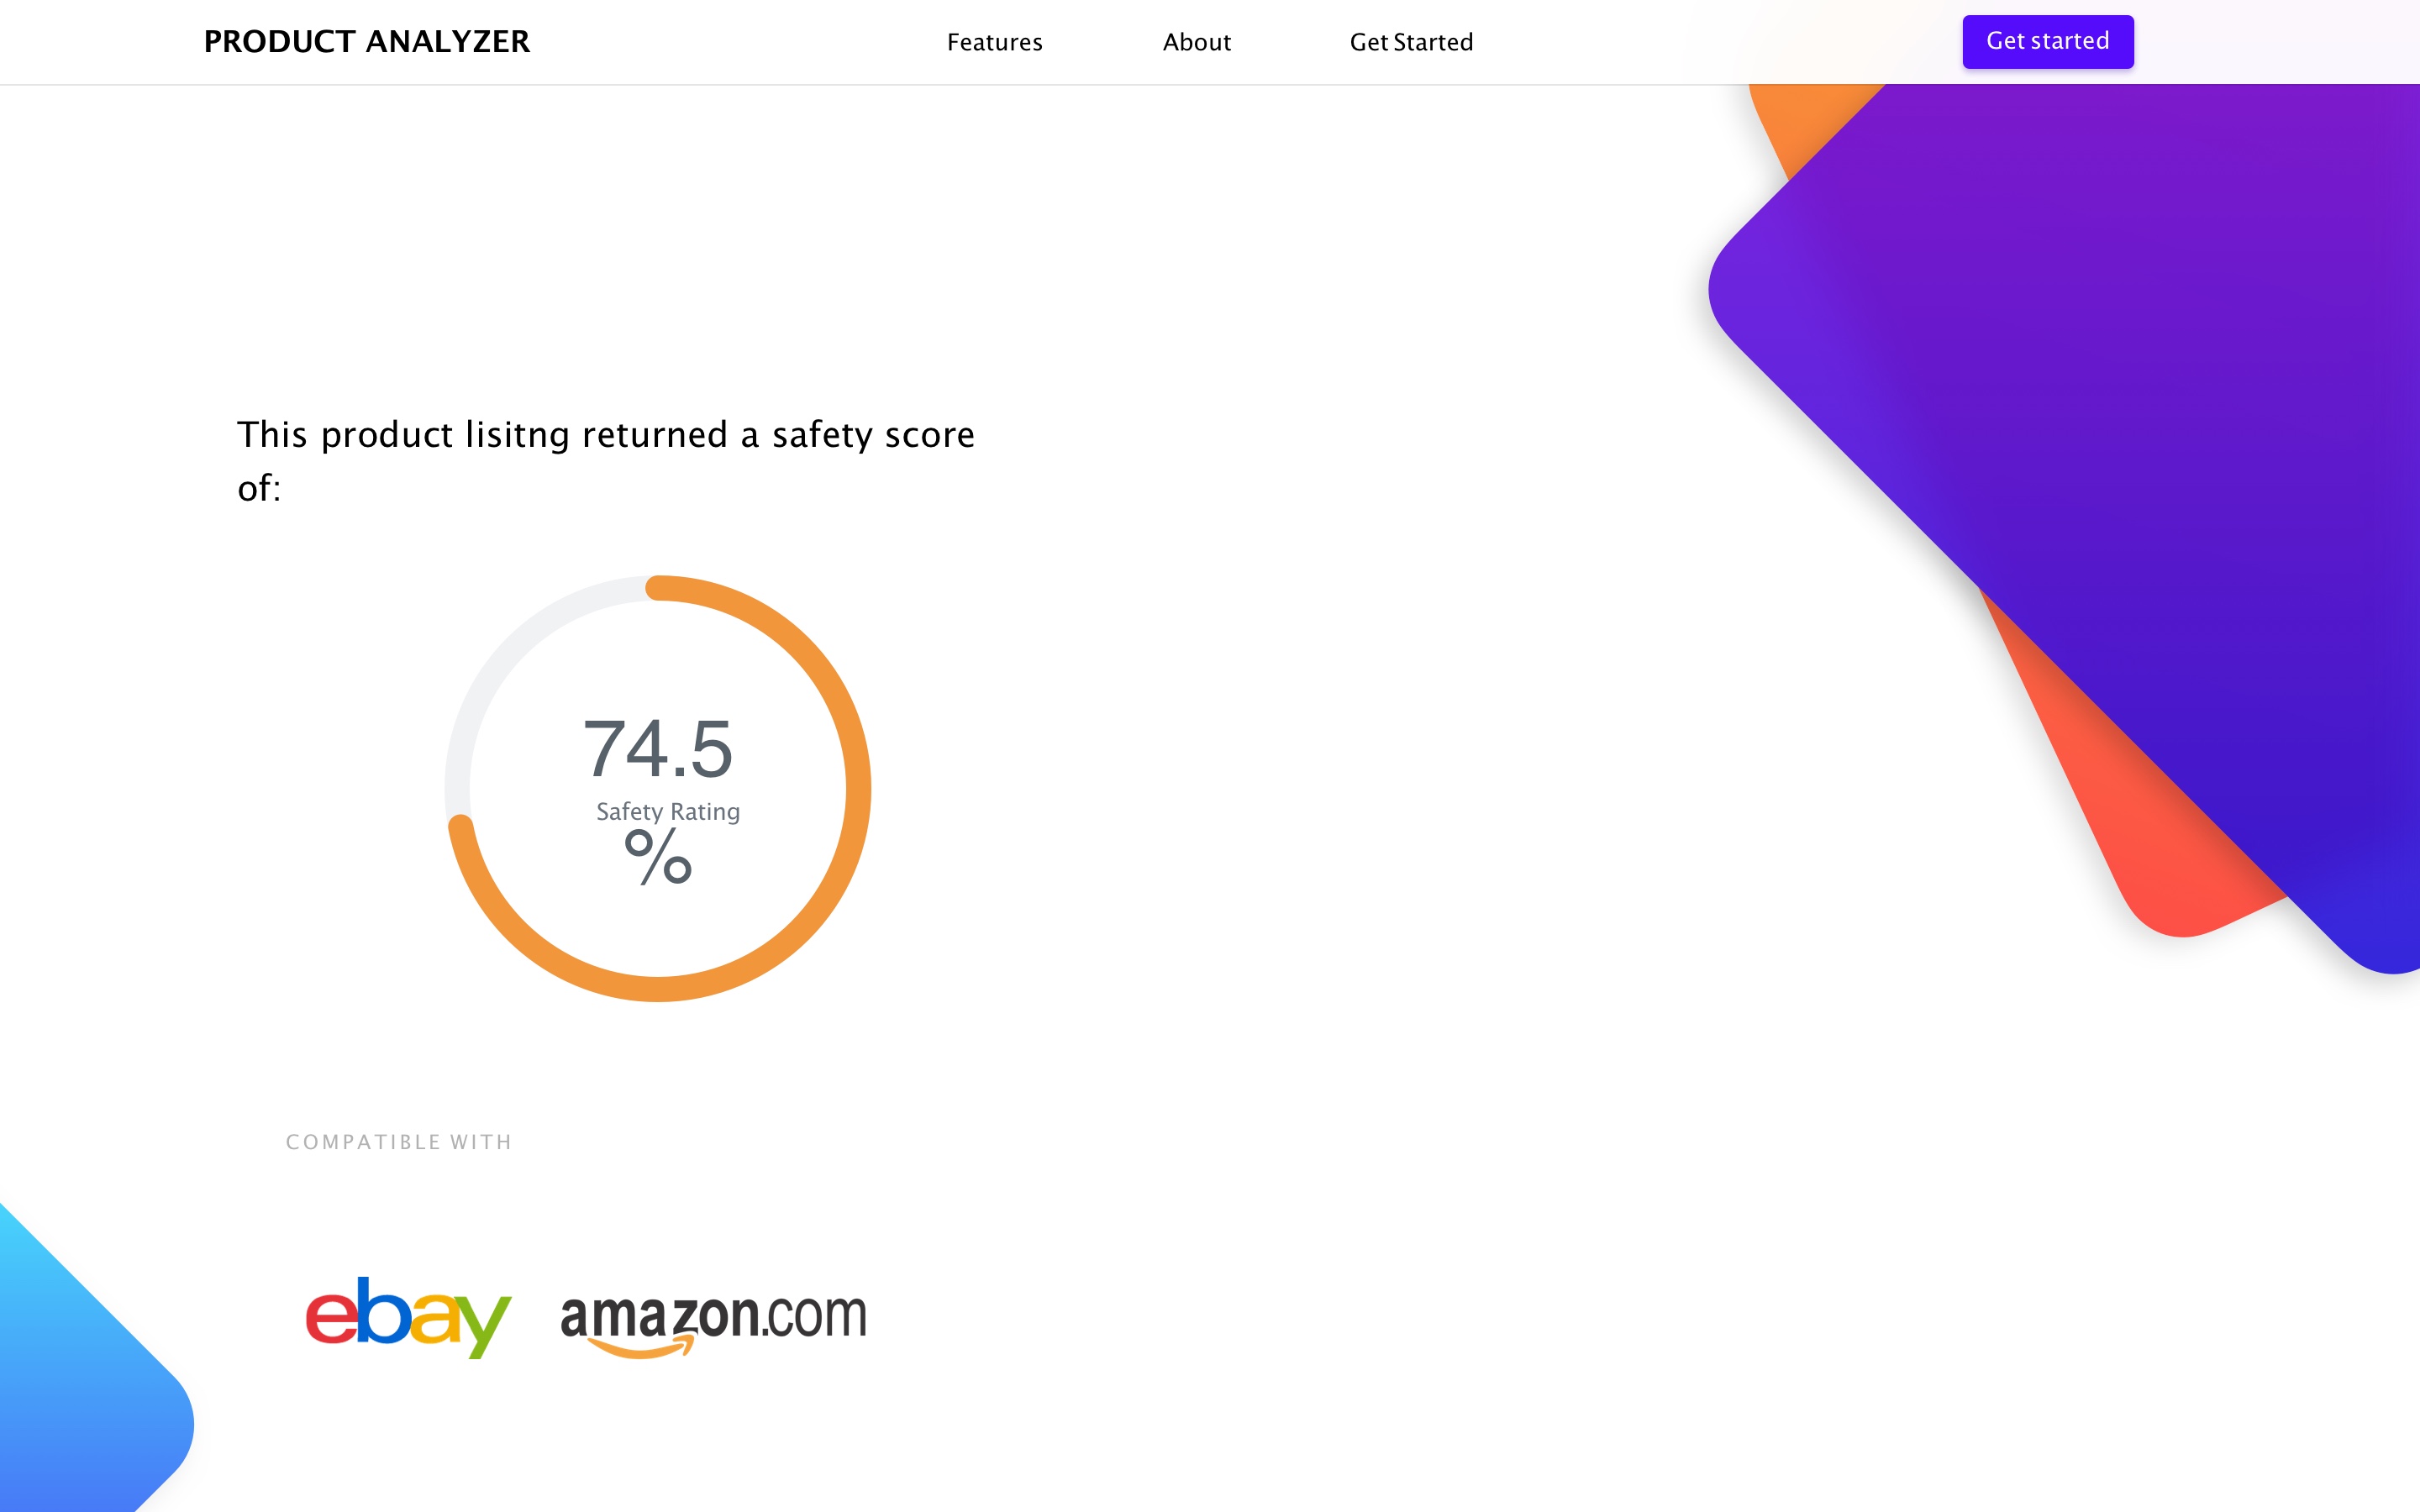 PRODUCT ANALYZER
Features
About
Get Started
Get started
This product lisitng returned a safety score
of:
74.5
Safety Rating
%
COMPATIBLE WITH
ebay
amazon.com